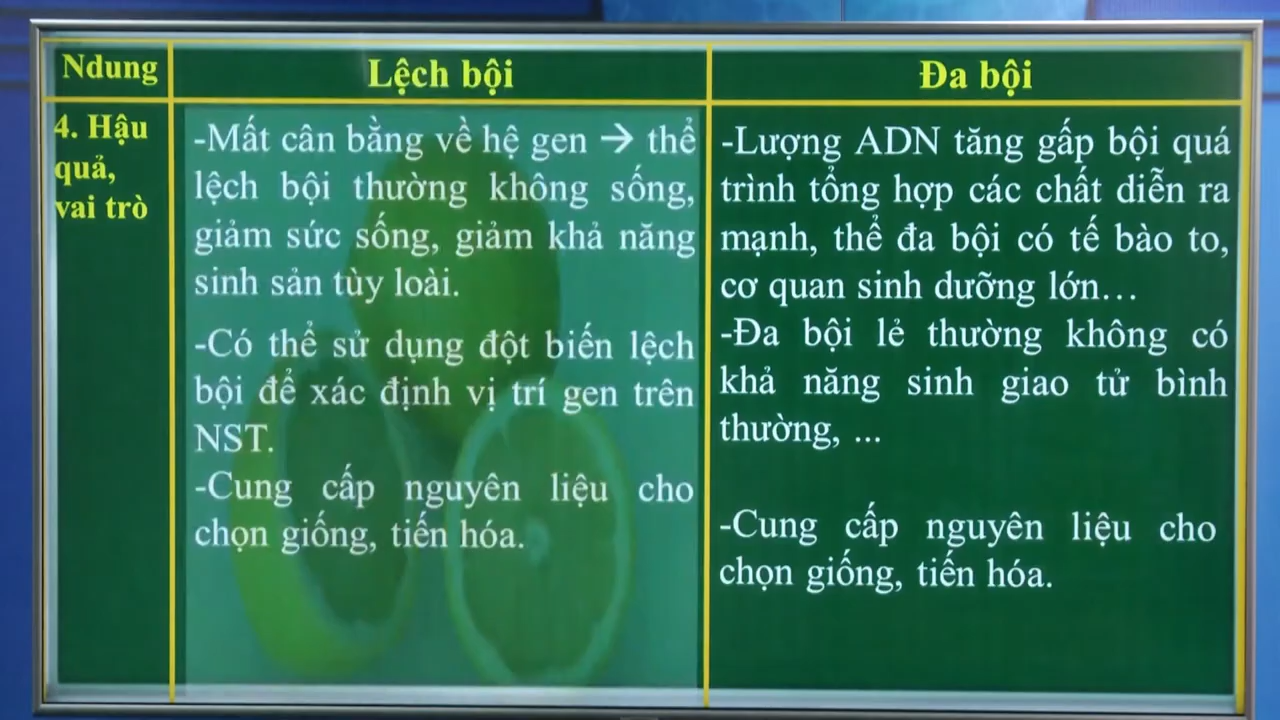 Ndung
Lệch bội
Đa bội
4. Hậu
quả,
vai trò
-Mất cân bằng về hệ gen → thể
lệch bội thường không sống,
giảm sức sống, giảm khả năng
sinh sản tùy loài.
-Có thể sử dụng đột biến lệch
bội để xác định vị trí gen trên
NST.
-Cung cấp nguyên liệu cho
chọn giống, tiến hóa.
-Lượng ADN tăng gấp bội quá
trình tổng hợp các chất diễn ra
mạnh, thể đa bội có tế bào to,
cơ quan sinh dưỡng lớn…
-Đa bội lẻ thường không có
khả năng sinh giao tử bình
thường, ...
-Cung cấp nguyên liệu cho
chọn giống, tiến hóa.